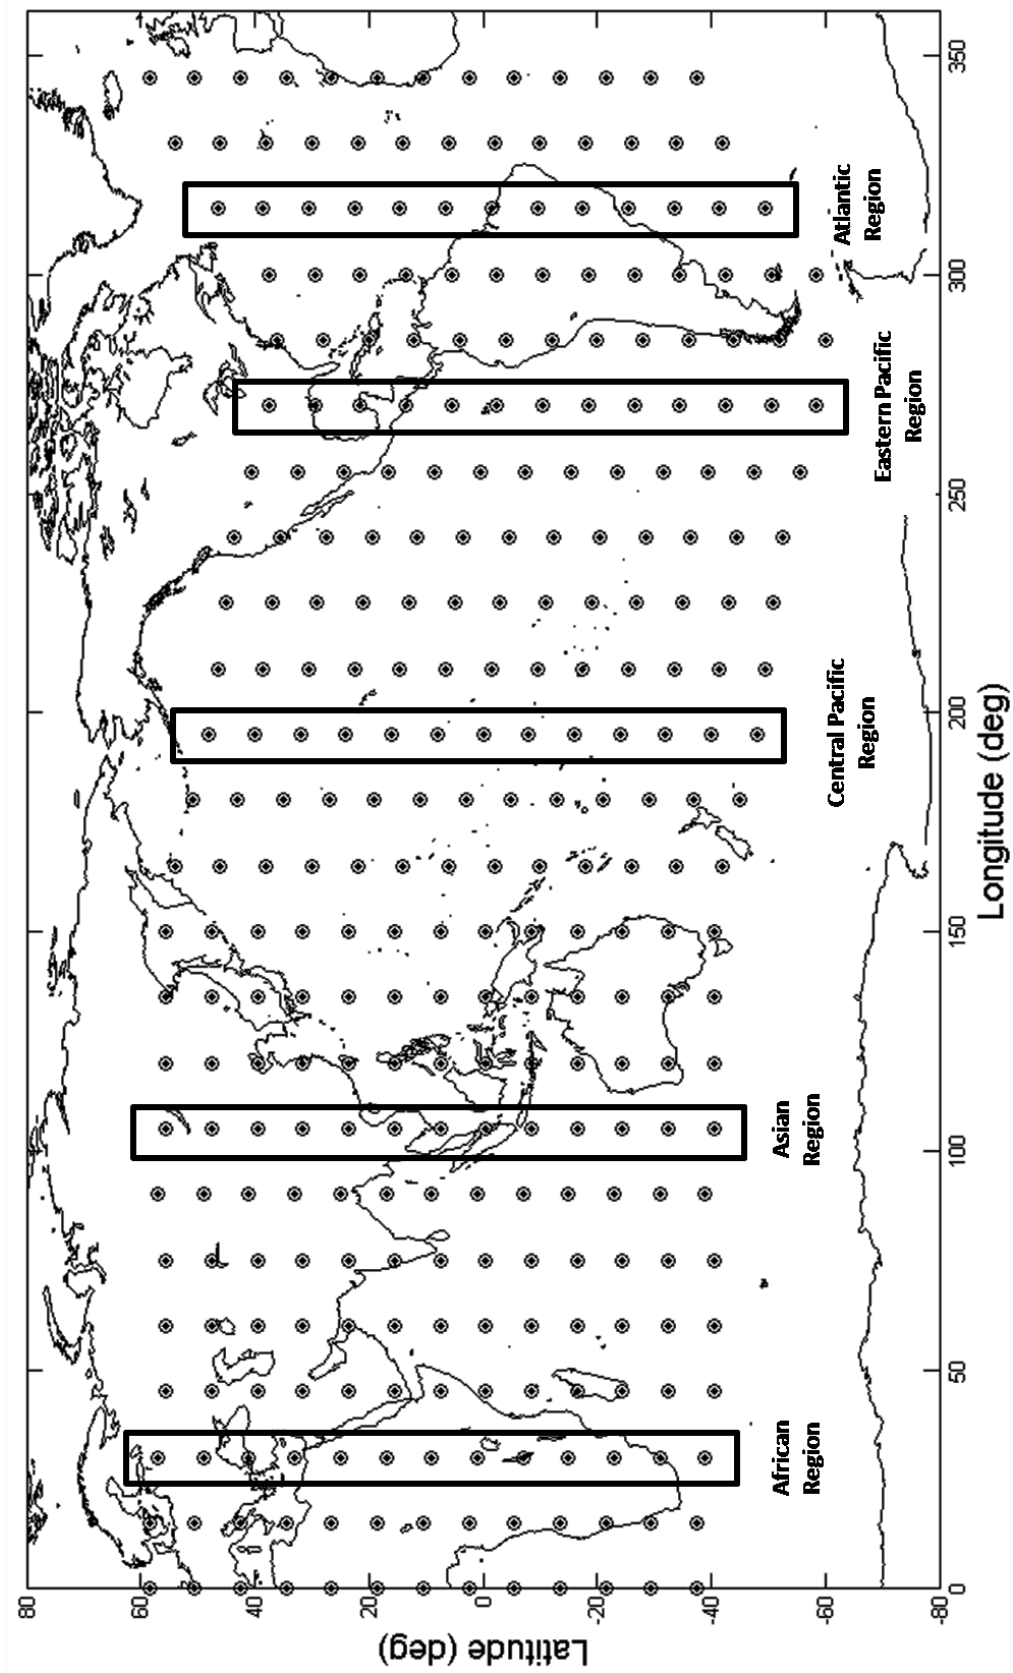 80
60
40
20
0
-20
-40
-60
-80
Latitude (deg)
0
50
100
150
200
250
300
350
Longitude (deg)
African
Region
Asian
Region
Central Pacific
Region
Eastern Pacific
Region
Atlantic
Region